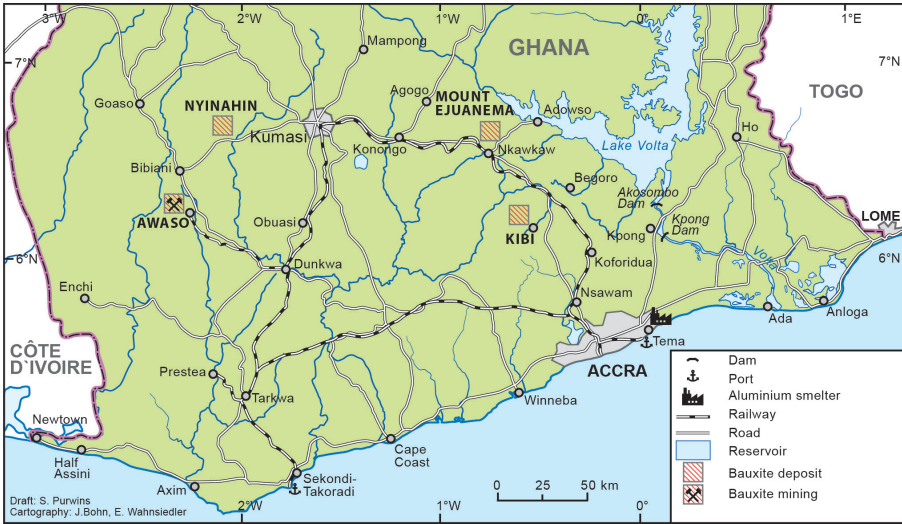 3°W
2°W
1°W
0°
1°E
7°N
7°N
Mampong
GHANA
TOGO
Goaso
NYINAHIN
Agogo
MOUNT
EJUANEMA
Adowso
Kumasi
Konongo
Nkawkaw
Lake Volta
Ho
Bibiani
Begoro
Akosombo
Dam
AWASO
Obuasi
KIBI
Kpong
Kpong
Dam
LOME
6°N
Dunkwa
Koforidua
Volta
6°N
Enchi
Nsawam
Ada
Anloga
CÔTE
D`IVOIRE
Prestea
Tema
ACCRA
Tarkwa
Winneba
Newtown
Half
Assini
Cape
Coast
Axim
Sekondi-
Takoradi
Dam
Port
Aluminium smelter
Railway
Road
Reservoir
Bauxite deposit
Bauxite mining
0 25 50 km
Draft: S. Purwins
Cartography: J.Bohn, E. Wahnsiedler
2°W
1°W
0°